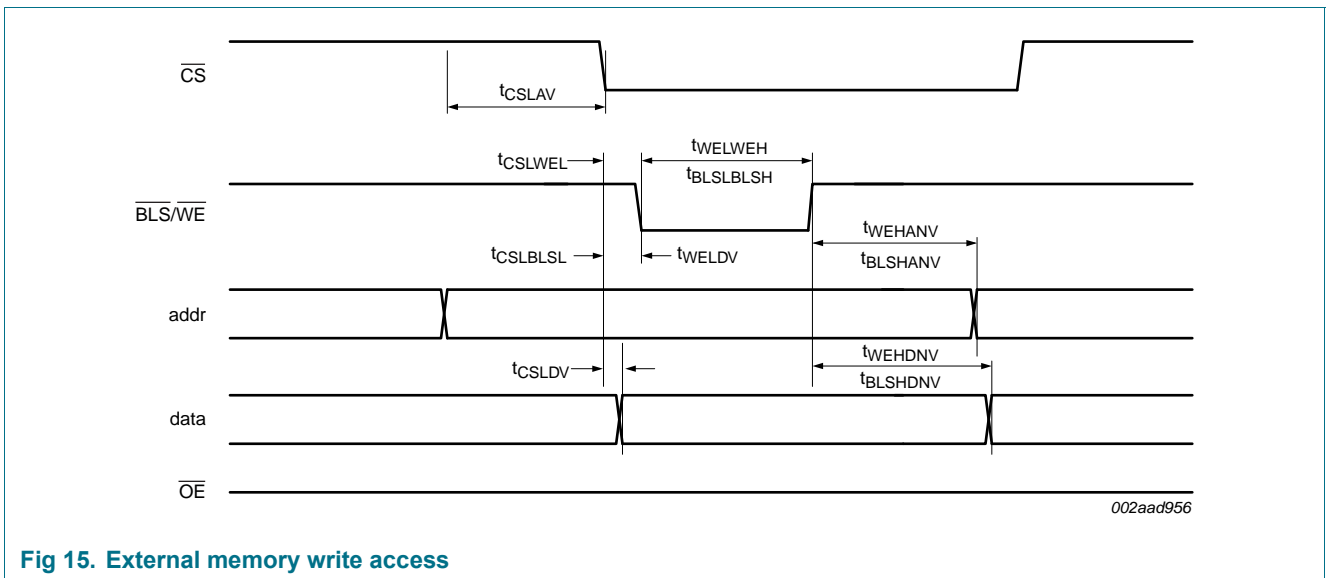 CS
tCSLAV
tCSLWEL
tWELWEH
tBLSLBLSH
BLS/WE
tWEHANV
tCSLBLSL
tWELDV
tBLSHANV
addr
tWEHDNV
tCSLDV
tBLSHDNV
data
OE
002aad956
Fig 15. External memory write access